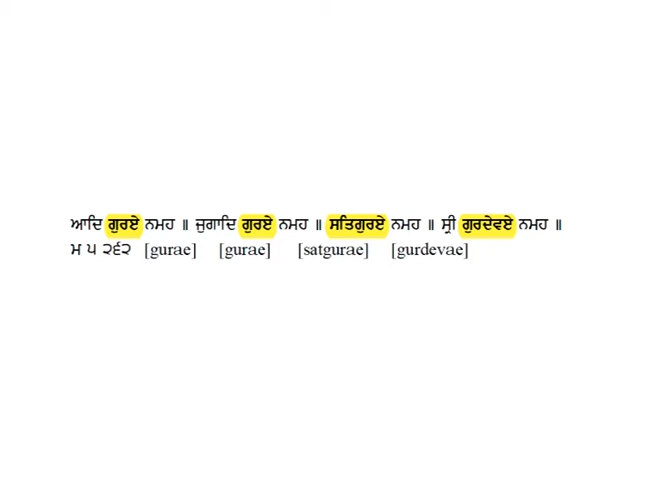 ਆਦਿ ਗੁਰਏ ਨਮਹ ॥ ਜੁਗਾਦਿ ਗੁਰਏ ਨਮਹ ॥ ਸਤਿਗੁਰਏ ਨਮਹ ॥ ਸ੍ਰੀ ਗੁਰਦੇਵਏ ਨਮਹ ॥
ਮ ੫ ੨੬੨ [gurae] [gurae] [satgurae] [gurdevae]